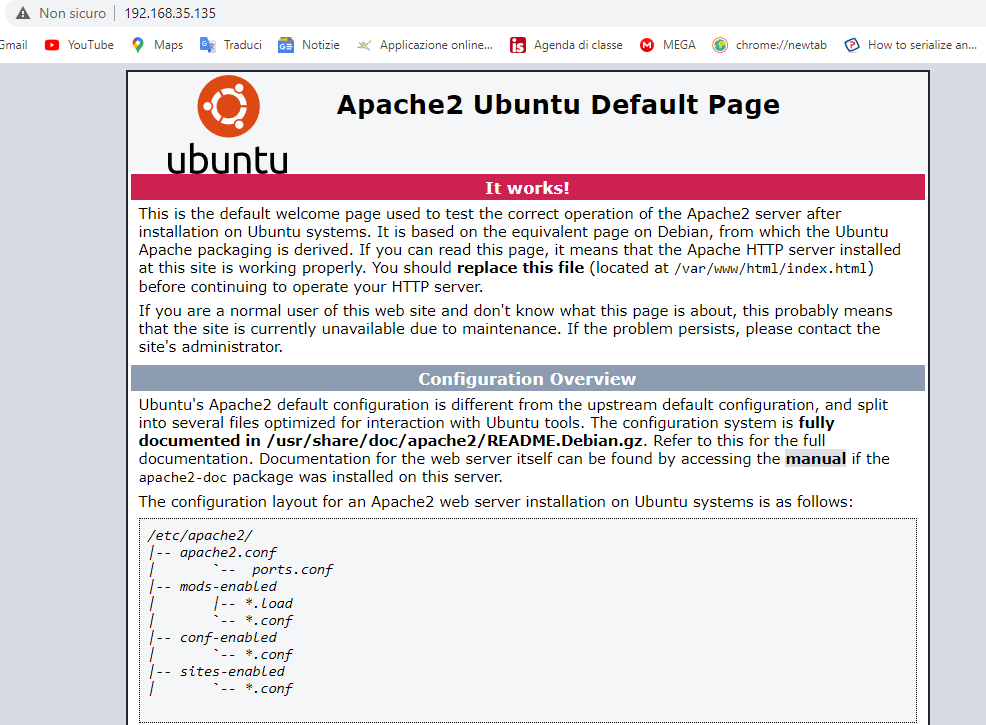 Non sicuro | 192.168.35.135
Gmail YouTube Maps Traduci Notizie Applicazione online... Agenda di classe MEGA chrome://newtab How to serialize an...
ubuntu
Apache2 Ubuntu Default Page
It works!
This is the default welcome page used to test the correct operation of the Apache2 server after
installation on Ubuntu systems. It is based on the equivalent page on Debian, from which the Ubuntu
Apache packaging is derived. If you can read this page, it means that the Apache HTTP server installed
at this site is working properly. You should replace this file (located at /var/www/html/index.html)
before continuing to operate your HTTP server.
If you are a normal user of this web site and don't know what this page is about, this probably means
that the site is currently unavailable due to maintenance. If the problem persists, please contact the
site's administrator.
Configuration Overview
Ubuntu's Apache2 default configuration is different from the upstream default configuration, and split
into several files optimized for interaction with Ubuntu tools. The configuration system is fully
documented in /usr/share/doc/apache2/README.Debian.gz. Refer to this for the full
documentation. Documentation for the web server itself can be found by accessing the manual if the
apache2-doc package was installed on this server.
The configuration layout for an Apache2 web server installation on Ubuntu systems is as follows:
/etc/apache2/
|-- apache2.conf
|       `--  ports.conf
|-- mods-enabled
|       |-- *.load
|       `-- *.conf
|-- conf-enabled
|       `-- *.conf
|-- sites-enabled
|       `-- *.conf